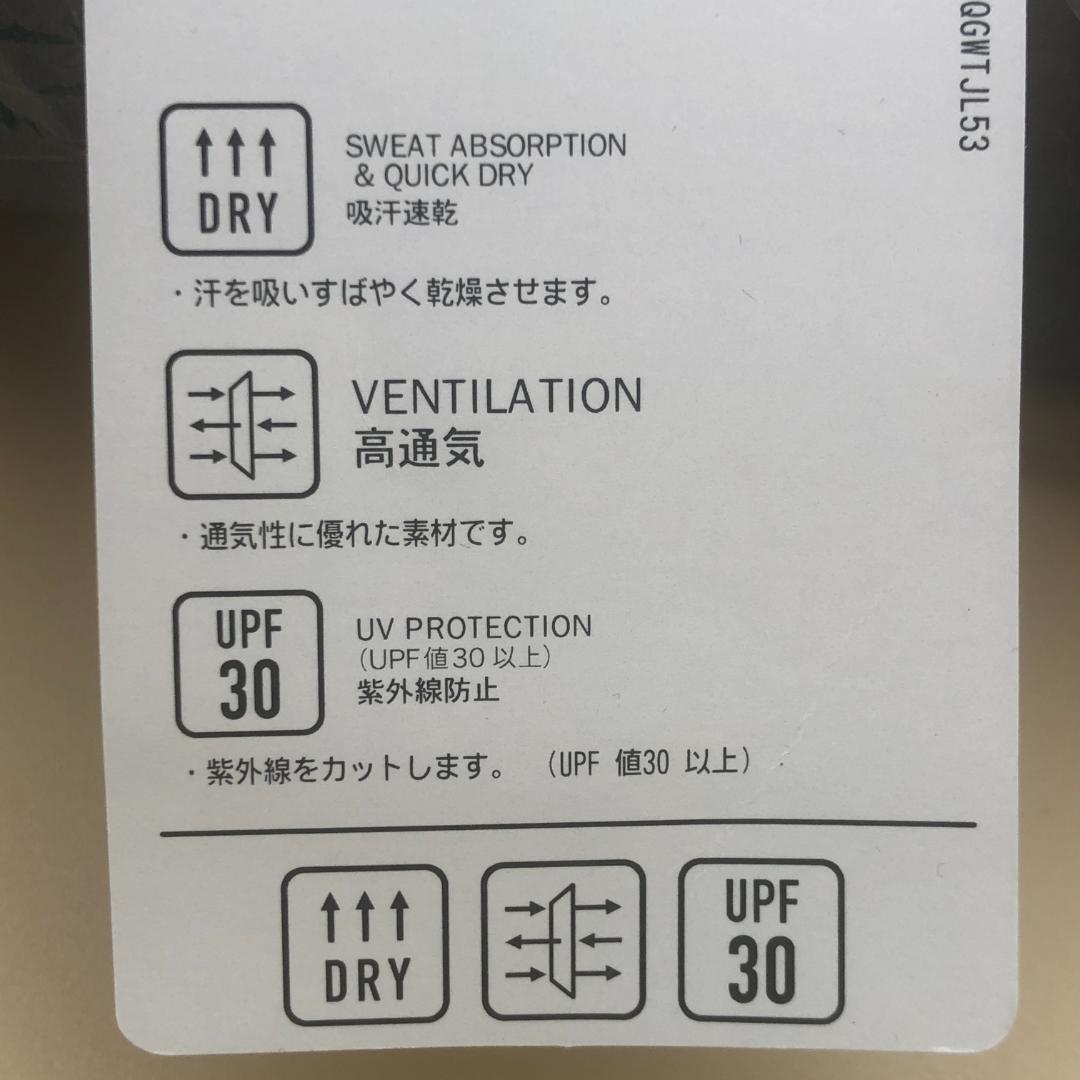 QGWTJL53
DRY
SWEAT ABSORPTION
& QUICK DRY
吸汗速乾
・汗を吸いすばやく乾燥させます。
VENTILATION
高通気
・通気性に優れた素材です。
UPF
30
UV PROTECTION
(UPF値30以上)
紫外線防止
・紫外線をカットします。 (UPF 値30 以上)
DRY
UPF
30